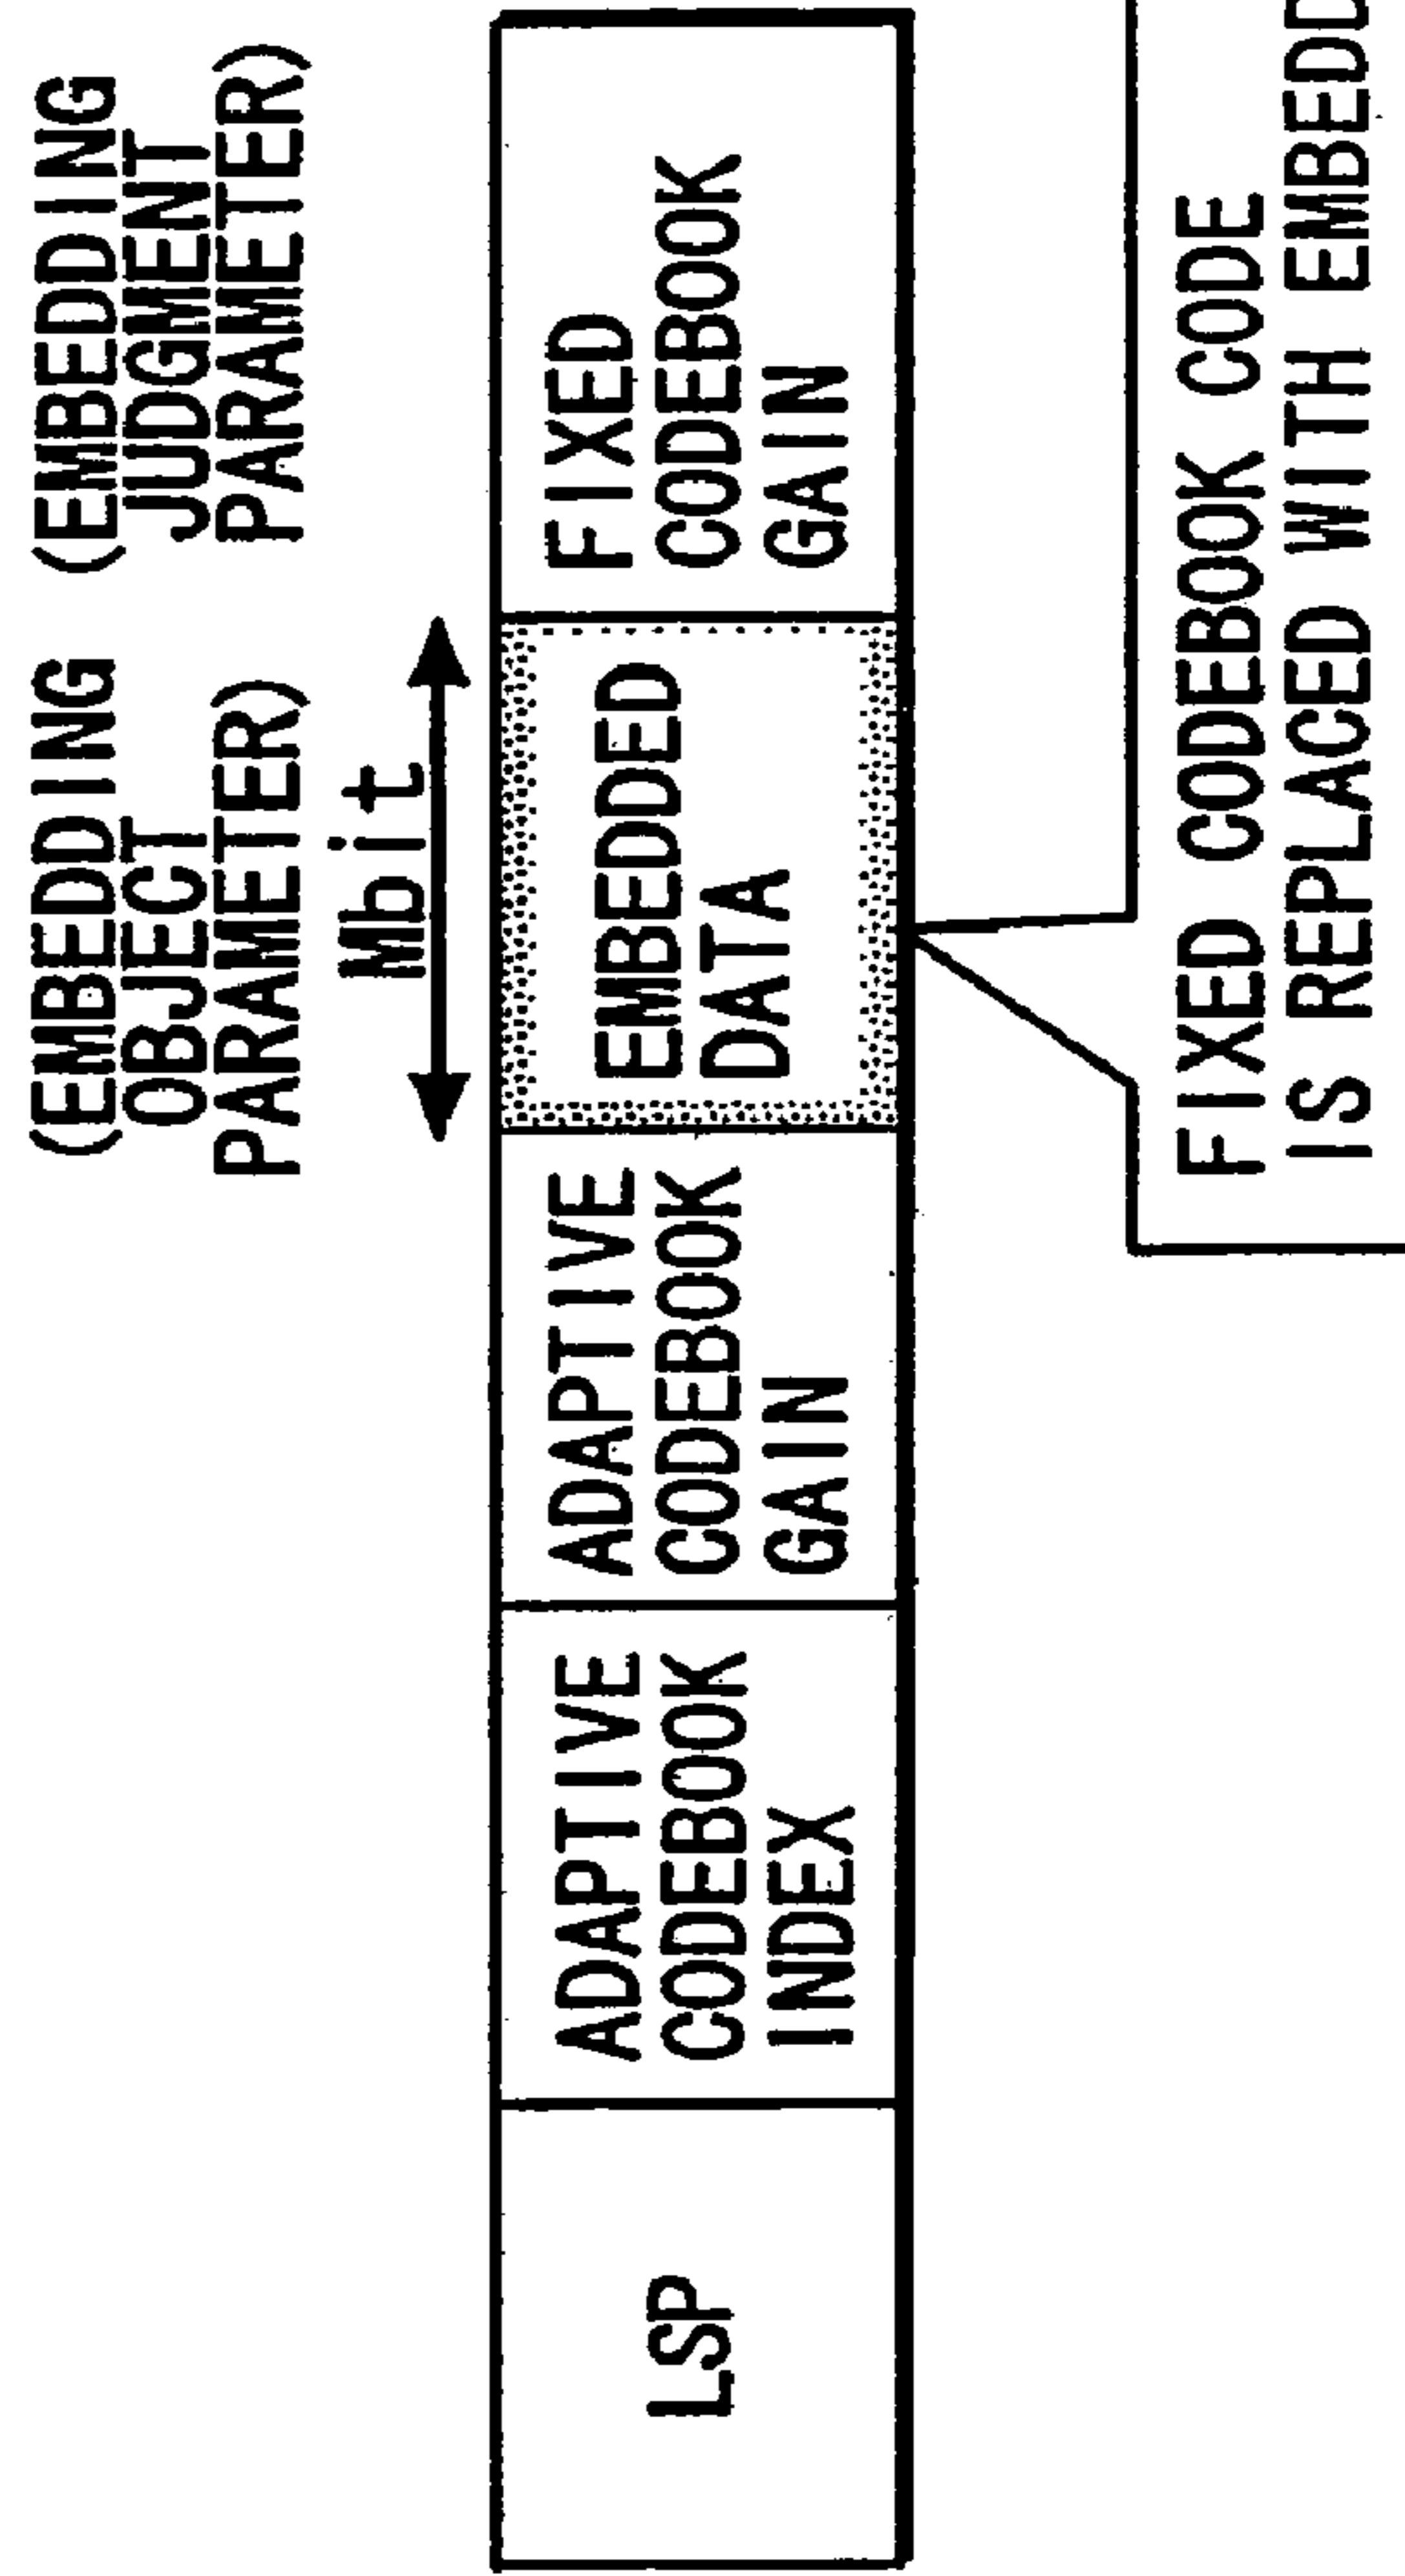 (EMBEDDING
OBJECT
PARAMETER)
(EMBEDDING
JUDGMENT
PARAMETER)
Mbit
LSP
ADAPTIVE
CODEBOOK
INDEX
ADAPTIVE
CODEBOOK
GAIN
EMBEDDED
DATA
FIXED
CODEBOOK
GAIN
FIXED CODEBOOK CODE
IS REPLACED WITH